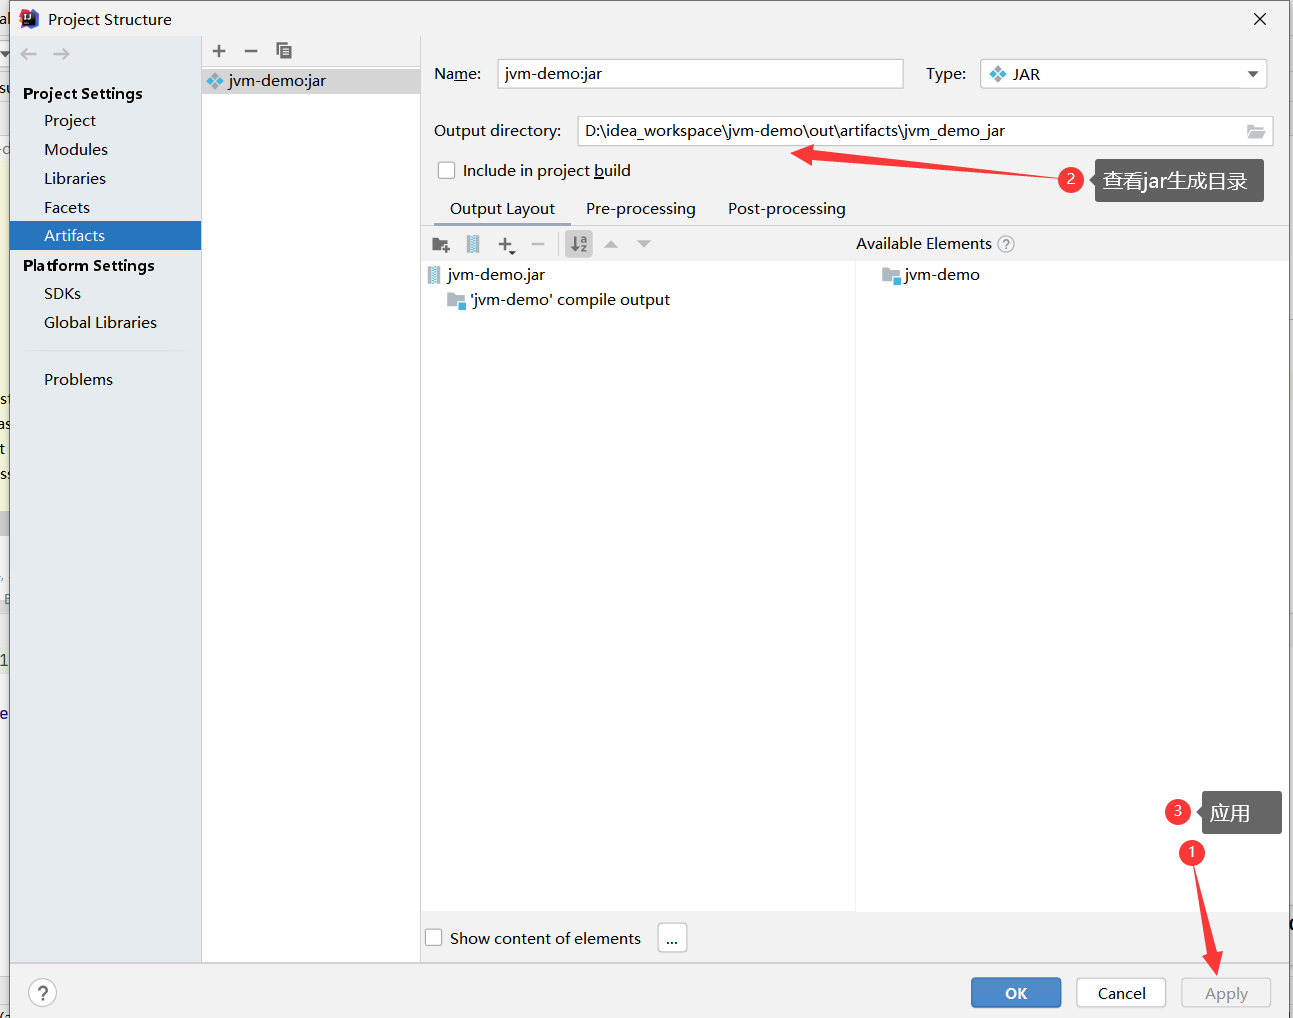 Project Structure
Project Settings
Project
Modules
Libraries
Facets
Artifacts
Platform Settings
SDKs
Global Libraries
Problems
jvm-demo:jar
Name: jvm-demo:jar Type: JAR
Output directory: D:\idea_workspace\jvm-demo\out\artifacts\jvm_demo_jar
Include in project build
2 查看jar生成目录
Output Layout Pre-processing Post-processing
Available Elements ?
jvm-demo.jar
'jvm-demo' compile output
jvm-demo
3 应用
1
Show content of elements ...
? OK Cancel Apply